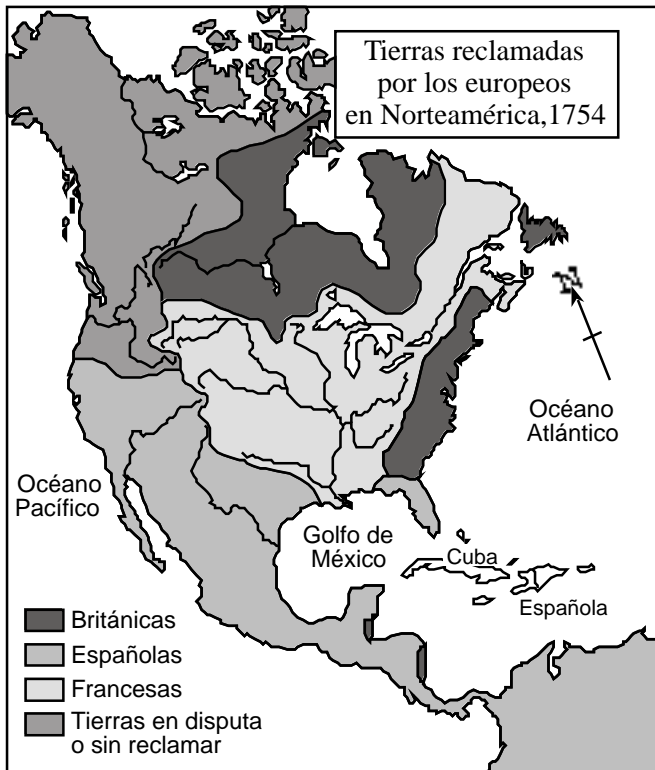 Tierras reclamadas
por los europeos
en Norteamérica,1754
Océano
Atlántico
Océano
Pacífico
Golfo de
México
Cuba
Española
Británicas
Españolas
Francesas
Tierras en disputa
o sin reclamar